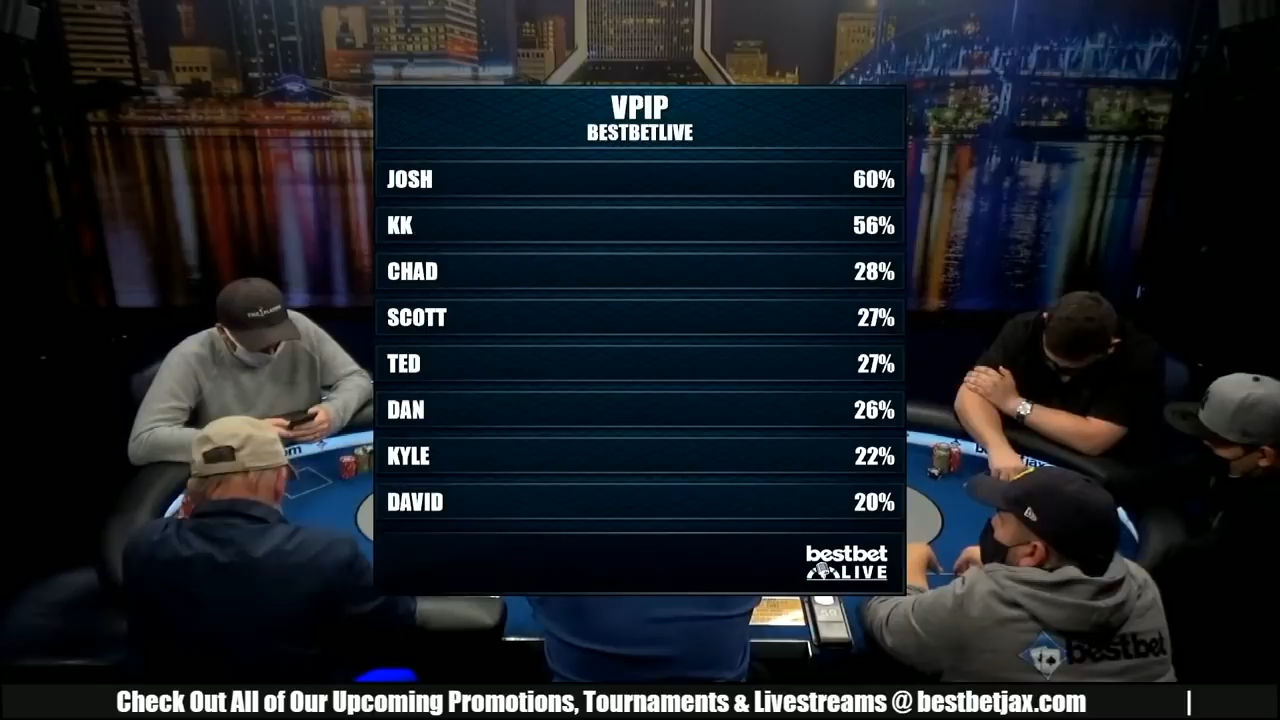 VPIP
BESTBETLIVE
JOSH 60%
KK 56%
CHAD 28%
SCOTT 27%
TED 27%
DAN 26%
KYLE 22%
DAVID 20%
bestbet
LIVE
bestbet
Check Out All of Our Upcoming Promotions, Tournaments & Livestreams @ bestbetjax.com |